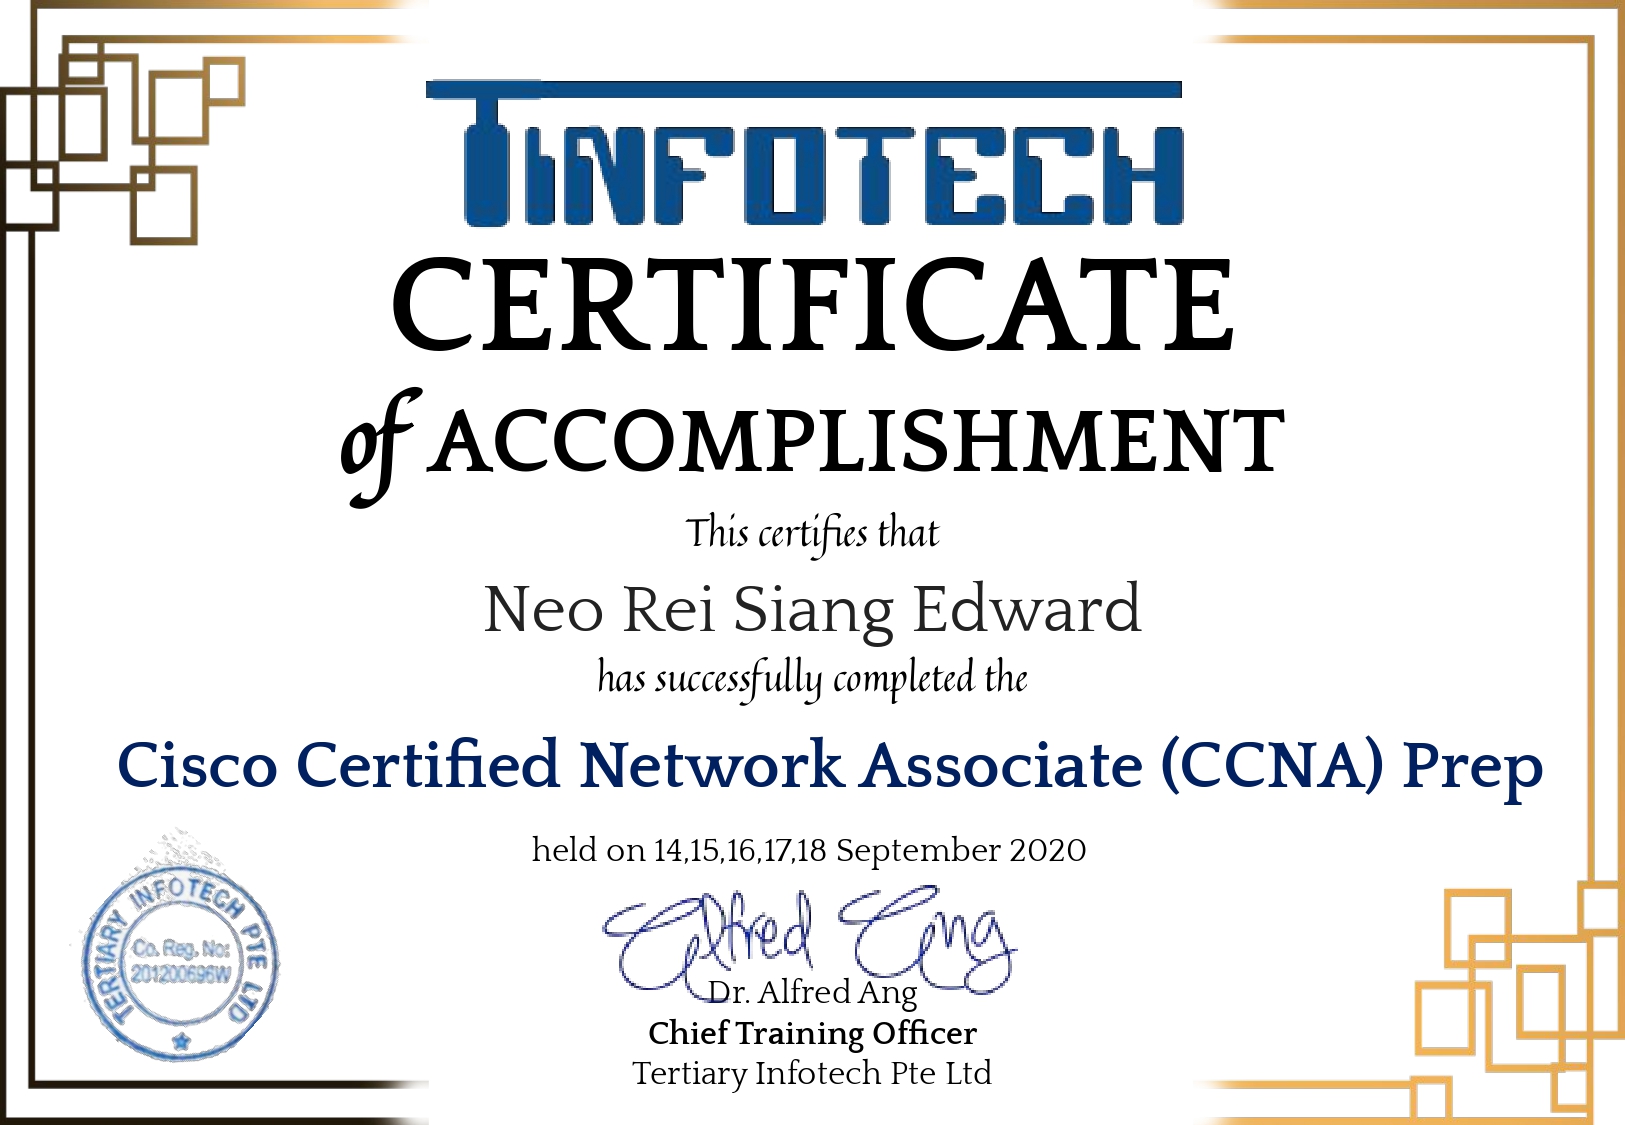 TINFOTECH
CERTIFICATE
of ACCOMPLISHMENT
This certifies that
Neo Rei Siang Edward
has successfully completed the
Cisco Certified Network Associate (CCNA) Prep
held on 14,15,16,17,18 September 2020
Alfred Ang
Dr. Alfred Ang
Chief Training Officer
Tertiary Infotech Pte Ltd
TERTIARY INFOTECH PTE LTD
Co. Reg. No:
201200696W